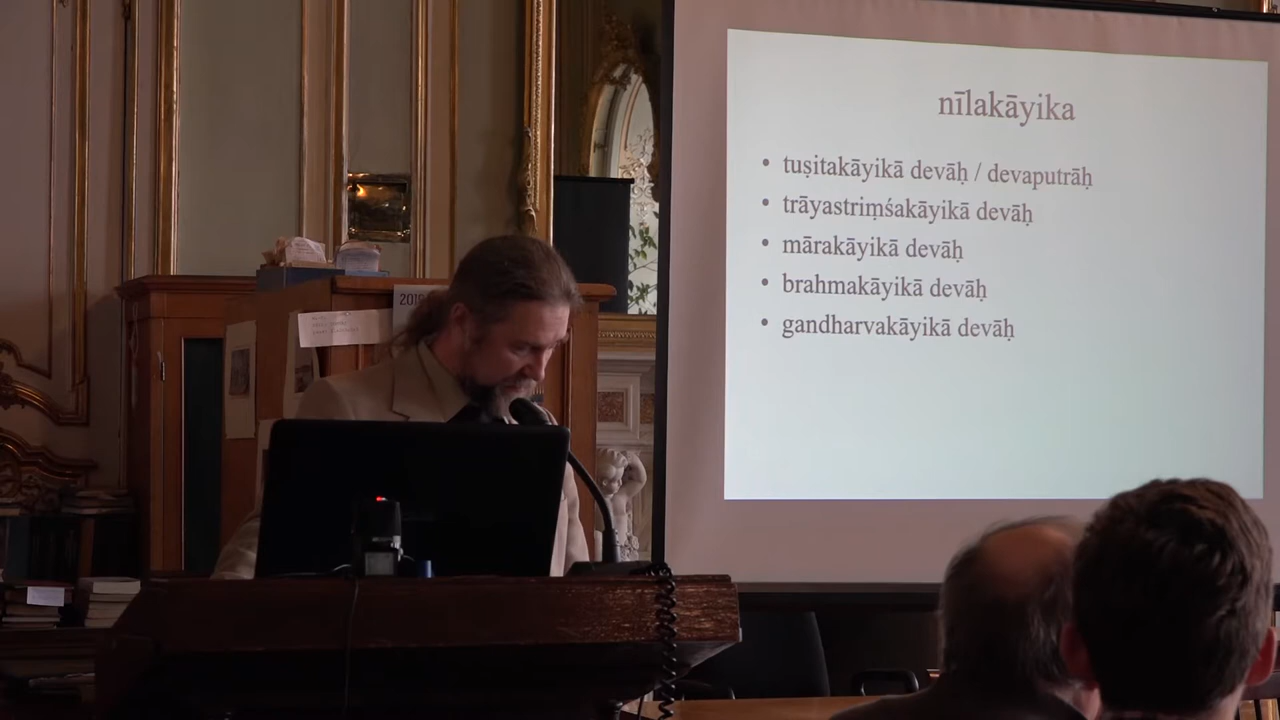 nīlakāyika
• tuṣitakāyikā devāḥ / devaputrāḥ
• trāyastriṃśakāyikā devāḥ
• mārakāyikā devāḥ
• brahmakāyikā devāḥ
• gandharvakāyikā devāḥ